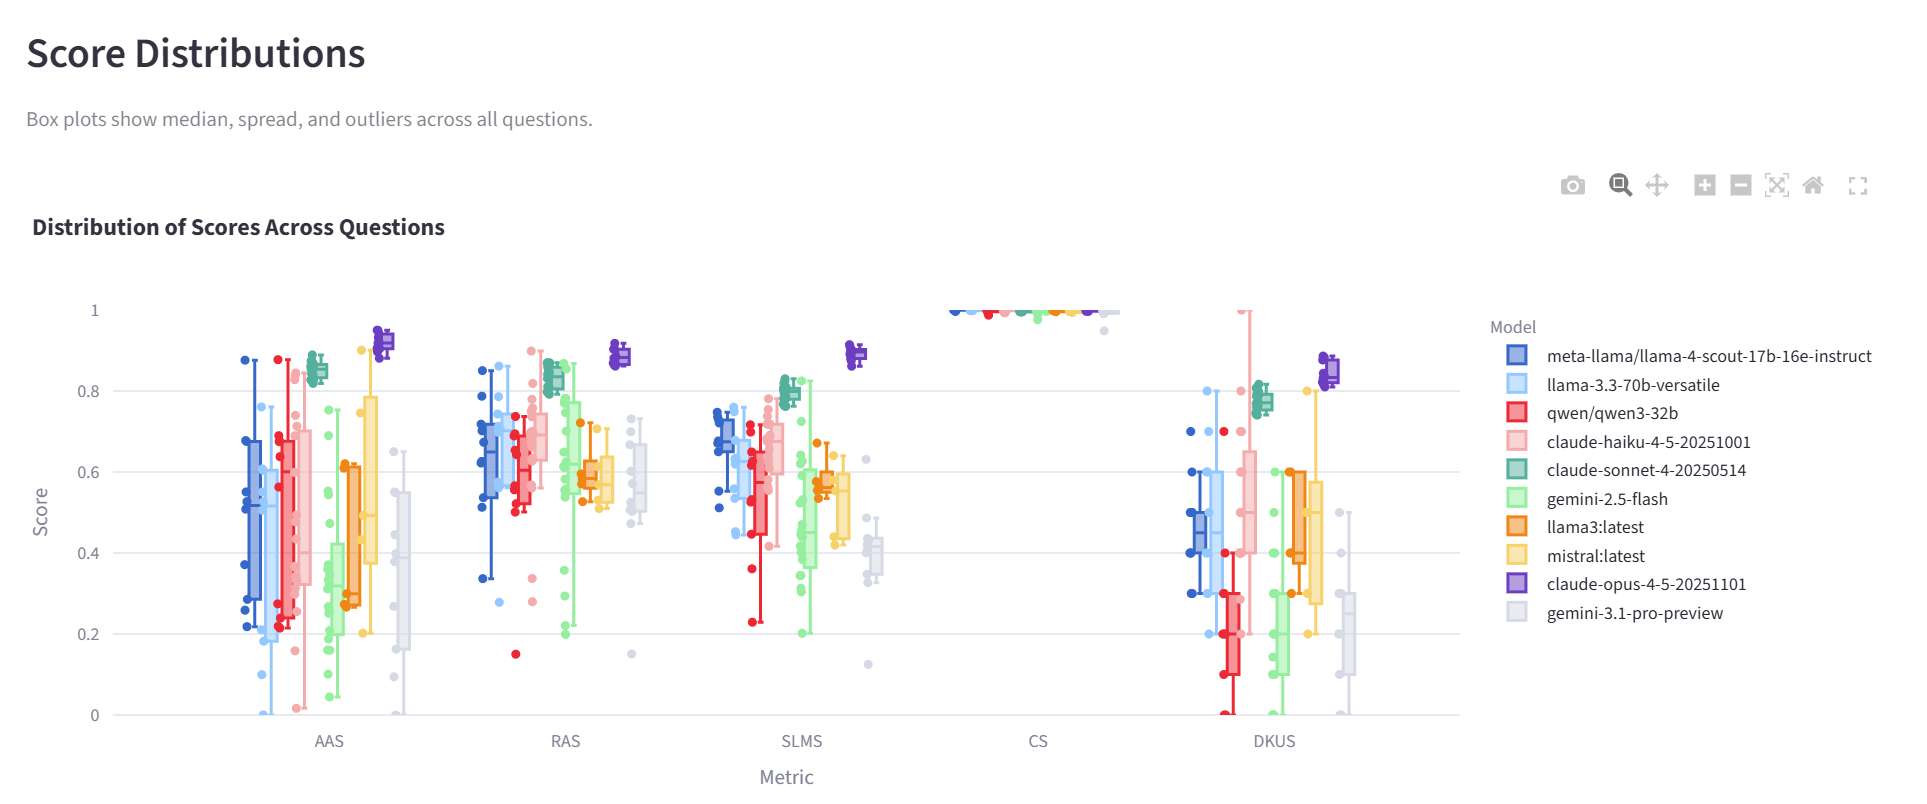 Score Distributions
Box plots show median, spread, and outliers across all questions.
Distribution of Scores Across Questions
1
0.8
0.6
0.4
0.2
0
Score
AAS
RAS
SLMS
CS
DKUS
Metric
Model
meta-llama/llama-4-scout-17b-16e-instruct
llama-3.3-70b-versatile
qwen/qwen3-32b
claude-haiku-4-5-20251001
claude-sonnet-4-20250514
gemini-2.5-flash
llama3:latest
mistral:latest
claude-opus-4-5-20251101
gemini-3.1-pro-preview